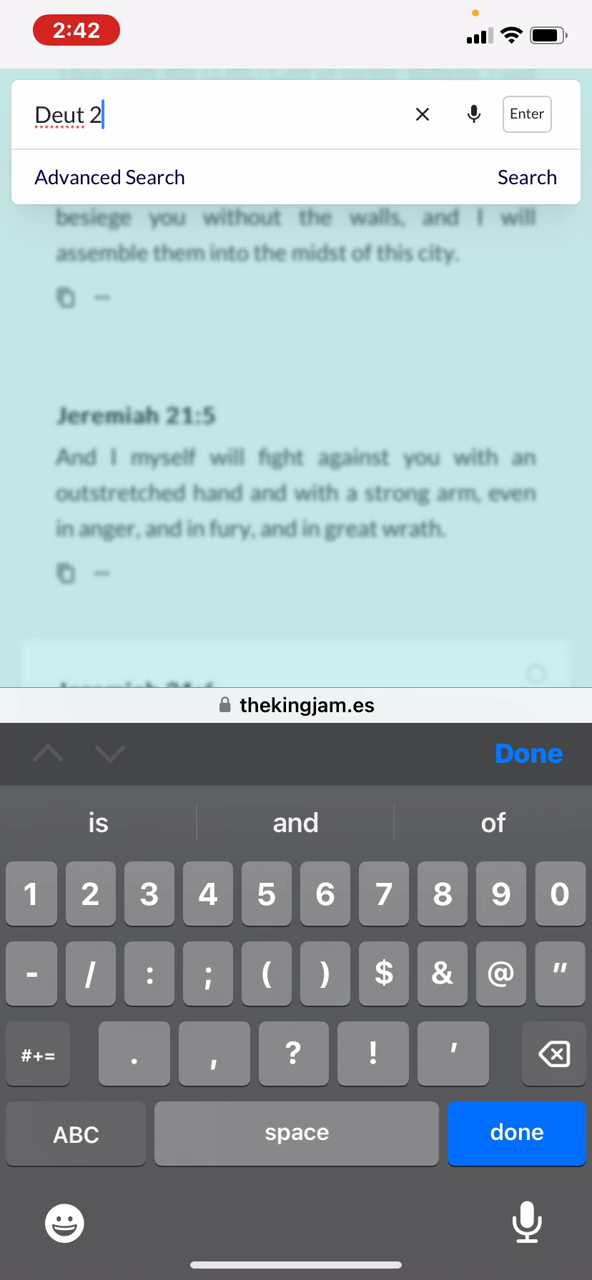 2:42
Deut 2
Enter
Advanced Search
Search
besiege you without the walls, and I will
assemble them into the midst of this city.
Jeremiah 21:5
And I myself will fight against you with an
outstretched hand and with a strong arm, even
in anger, and in fury, and in great wrath.
thekingjam.es
Done
is and of
1 2 3 4 5 6 7 8 9 0
- / : ; ( ) $ & @ "
#+= . , ? ! '
ABC space done